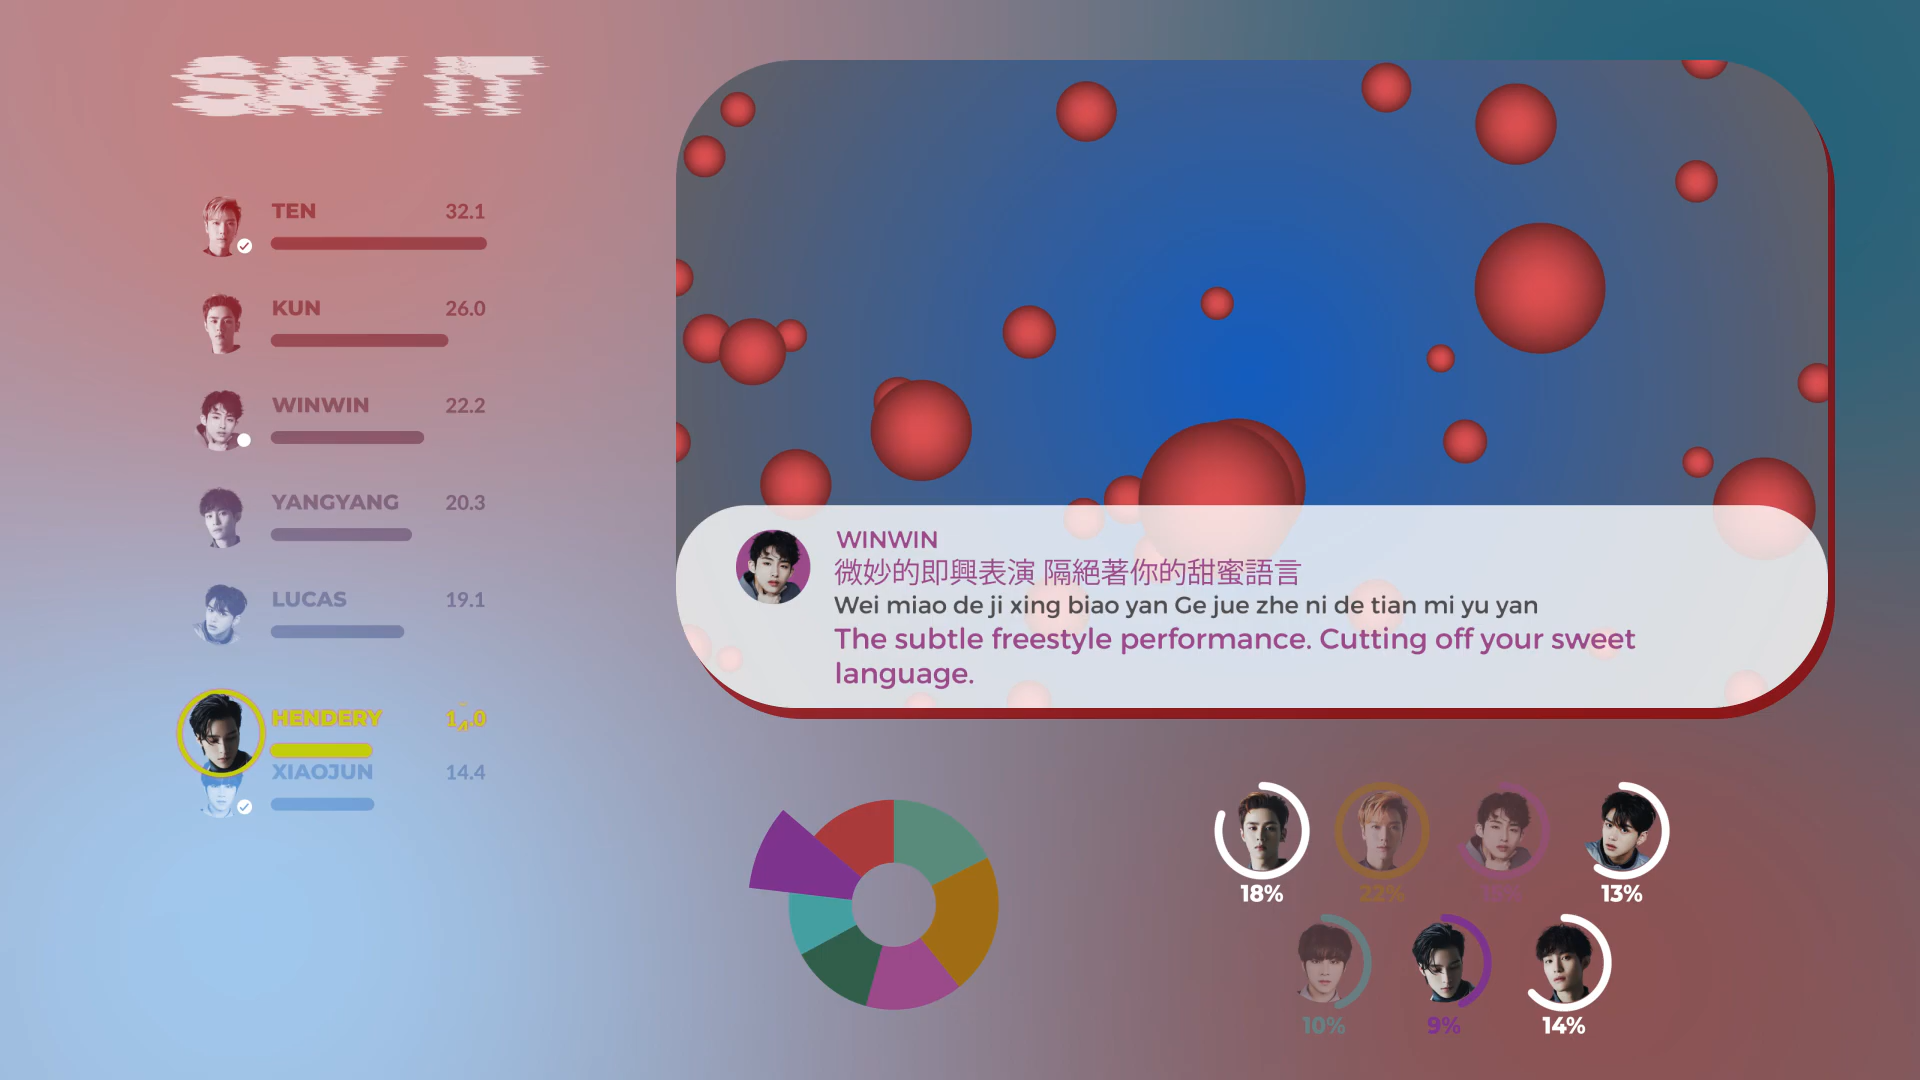 SAY IT
TEN 32.1
KUN 26.0
WINWIN 22.2
YANGYANG 20.3
LUCAS 19.1
HENDERY
XIAOJUN 14.4
WINWIN
微妙的即興表演 隔絕著你的甜蜜語言
Wei miao de ji xing biao yan Ge jue zhe ni de tian mi yu yan
The subtle freestyle performance. Cutting off your sweet
language.
18% 22% 13%
10% 9% 14%